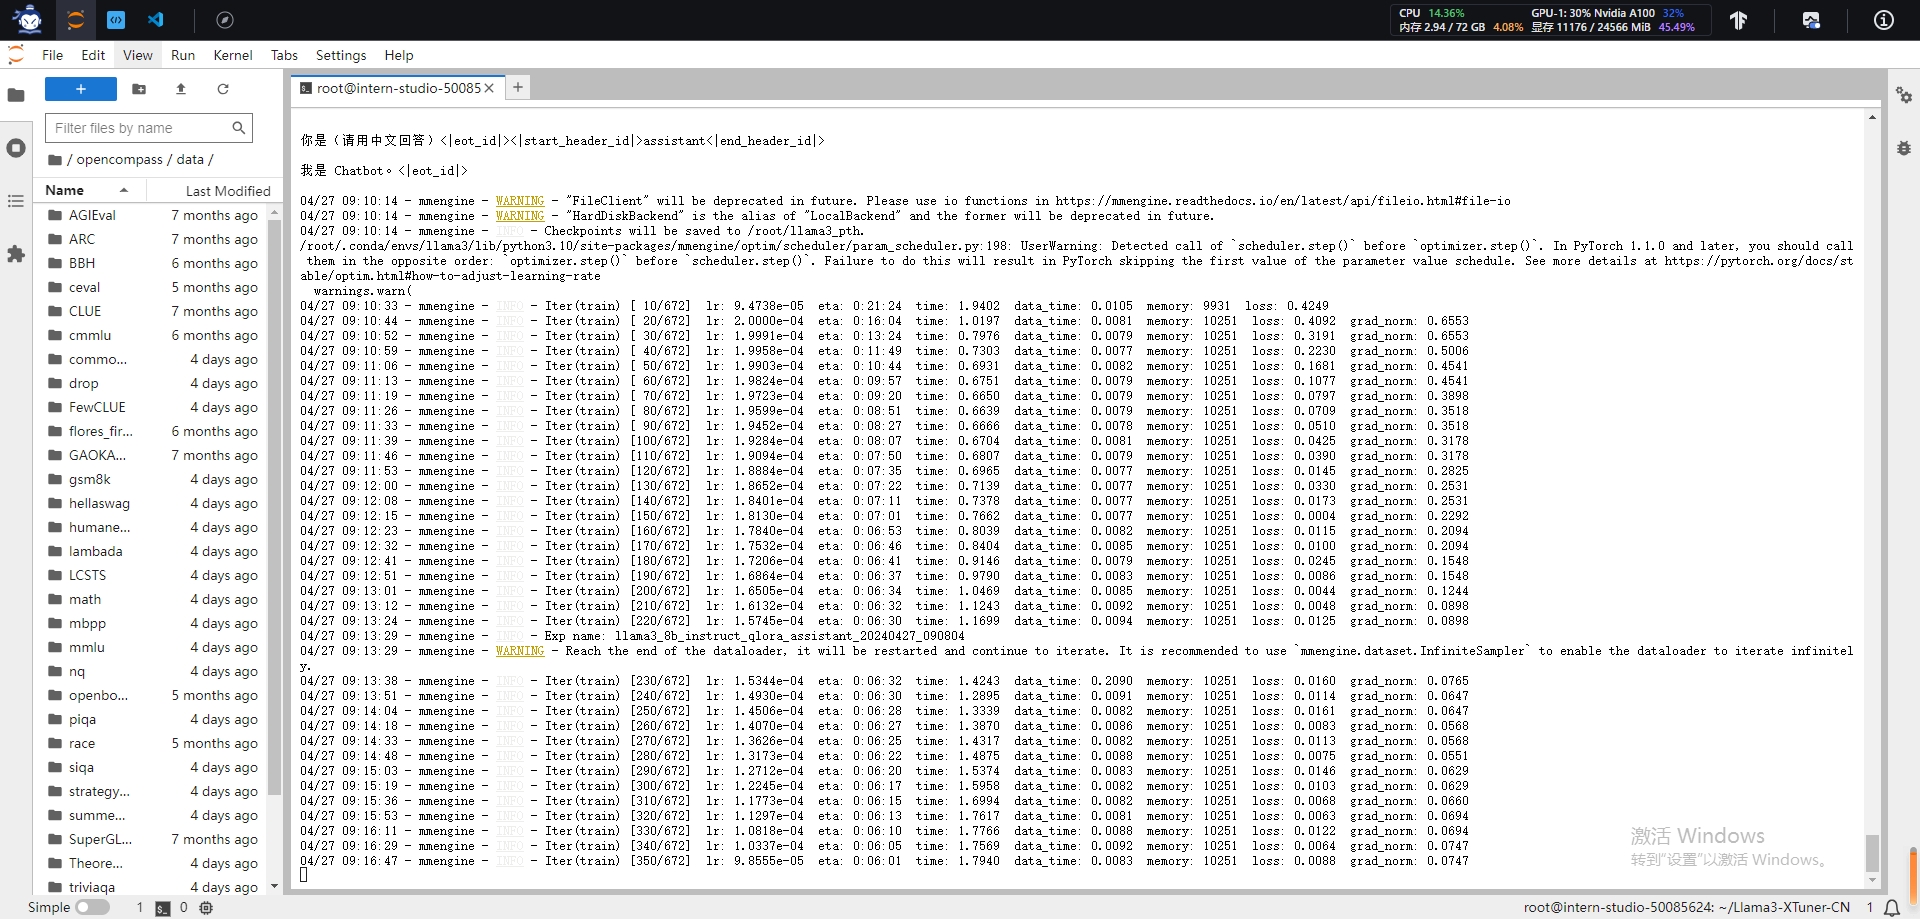 CPU 14.36% GPU-1: 30% Nvidia A100 32%
内存 2.94 / 72 GB 4.08% 显存 11176 / 24566 MiB 45.49%
File Edit View Run Kernel Tabs Settings Help
root@intern-studio-50085
Filter files by name
/ opencompass / data /
Name Last Modified
AGIEval 7 months ago
ARC 7 months ago
BBH 6 months ago
ceval 5 months ago
CLUE 7 months ago
cmmlu 6 months ago
commo... 4 days ago
drop 4 days ago
FewCLUE 4 days ago
flores_fir... 6 months ago
GAOKA... 7 months ago
gsm8k 4 days ago
hellaswag 4 days ago
humane... 4 days ago
lambada 4 days ago
LCSTS 4 days ago
math 4 days ago
mbpp 4 days ago
mmlu 4 days ago
nq 4 days ago
openbo... 5 months ago
piqa 4 days ago
race 5 months ago
siqa 4 days ago
strategy... 4 days ago
summe... 4 days ago
SuperGL... 7 months ago
Theore... 4 days ago
triviaqa 4 days ago
你是（请用中文回答）<|eot_id|><|start_header_id|>assistant<|end_header_id|>
我是 Chatbot。<|eot_id|>
04/27 09:10:14 - mmengine - WARNING - "FileClient" will be deprecated in future. Please use io functions in https://mmengine.readthedocs.io/en/latest/api/fileio.html#file-io
04/27 09:10:14 - mmengine - WARNING - "HardDiskBackend" is the alias of "LocalBackend" and the former will be deprecated in future.
04/27 09:10:14 - mmengine - INFO - Checkpoints will be saved to /root/llama3_pth.
/root/.conda/envs/llama3/lib/python3.10/site-packages/mmengine/optim/scheduler/param_scheduler.py:198: UserWarning: Detected call of `scheduler.step()` before `optimizer.step()`. In PyTorch 1.1.0 and later, you should call
them in the opposite order: `optimizer.step()` before `scheduler.step()`. Failure to do this will result in PyTorch skipping the first value of the parameter value schedule. See more details at https://pytorch.org/docs/st
able/optim.html#how-to-adjust-learning-rate
warnings.warn(
04/27 09:10:33 - mmengine - INFO - Iter(train) [ 10/672] lr: 9.4738e-05 eta: 0:21:24 time: 1.9402 data_time: 0.0105 memory: 9931 loss: 0.4249
04/27 09:10:44 - mmengine - INFO - Iter(train) [ 20/672] lr: 2.0000e-04 eta: 0:16:04 time: 1.0197 data_time: 0.0081 memory: 10251 loss: 0.4092 grad_norm: 0.6553
04/27 09:10:52 - mmengine - INFO - Iter(train) [ 30/672] lr: 1.9991e-04 eta: 0:13:24 time: 0.7976 data_time: 0.0079 memory: 10251 loss: 0.3191 grad_norm: 0.6553
04/27 09:10:59 - mmengine - INFO - Iter(train) [ 40/672] lr: 1.9958e-04 eta: 0:11:49 time: 0.7303 data_time: 0.0077 memory: 10251 loss: 0.2230 grad_norm: 0.5006
04/27 09:11:06 - mmengine - INFO - Iter(train) [ 50/672] lr: 1.9903e-04 eta: 0:10:44 time: 0.6931 data_time: 0.0082 memory: 10251 loss: 0.1681 grad_norm: 0.4541
04/27 09:11:13 - mmengine - INFO - Iter(train) [ 60/672] lr: 1.9824e-04 eta: 0:09:57 time: 0.6751 data_time: 0.0079 memory: 10251 loss: 0.1077 grad_norm: 0.4541
04/27 09:11:19 - mmengine - INFO - Iter(train) [ 70/672] lr: 1.9723e-04 eta: 0:09:20 time: 0.6650 data_time: 0.0079 memory: 10251 loss: 0.0797 grad_norm: 0.3898
04/27 09:11:26 - mmengine - INFO - Iter(train) [ 80/672] lr: 1.9599e-04 eta: 0:08:51 time: 0.6639 data_time: 0.0079 memory: 10251 loss: 0.0709 grad_norm: 0.3518
04/27 09:11:33 - mmengine - INFO - Iter(train) [ 90/672] lr: 1.9452e-04 eta: 0:08:27 time: 0.6666 data_time: 0.0078 memory: 10251 loss: 0.0510 grad_norm: 0.3518
04/27 09:11:39 - mmengine - INFO - Iter(train) [100/672] lr: 1.9284e-04 eta: 0:08:07 time: 0.6704 data_time: 0.0081 memory: 10251 loss: 0.0425 grad_norm: 0.3178
04/27 09:11:46 - mmengine - INFO - Iter(train) [110/672] lr: 1.9094e-04 eta: 0:07:50 time: 0.6807 data_time: 0.0079 memory: 10251 loss: 0.0390 grad_norm: 0.3178
04/27 09:11:53 - mmengine - INFO - Iter(train) [120/672] lr: 1.8884e-04 eta: 0:07:35 time: 0.6965 data_time: 0.0077 memory: 10251 loss: 0.0145 grad_norm: 0.2825
04/27 09:12:00 - mmengine - INFO - Iter(train) [130/672] lr: 1.8652e-04 eta: 0:07:22 time: 0.7139 data_time: 0.0077 memory: 10251 loss: 0.0330 grad_norm: 0.2531
04/27 09:12:08 - mmengine - INFO - Iter(train) [140/672] lr: 1.8401e-04 eta: 0:07:11 time: 0.7378 data_time: 0.0077 memory: 10251 loss: 0.0173 grad_norm: 0.2531
04/27 09:12:15 - mmengine - INFO - Iter(train) [150/672] lr: 1.8130e-04 eta: 0:07:01 time: 0.7662 data_time: 0.0077 memory: 10251 loss: 0.0004 grad_norm: 0.2292
04/27 09:12:23 - mmengine - INFO - Iter(train) [160/672] lr: 1.7840e-04 eta: 0:06:53 time: 0.8039 data_time: 0.0082 memory: 10251 loss: 0.0115 grad_norm: 0.2094
04/27 09:12:32 - mmengine - INFO - Iter(train) [170/672] lr: 1.7532e-04 eta: 0:06:46 time: 0.8404 data_time: 0.0085 memory: 10251 loss: 0.0100 grad_norm: 0.2094
04/27 09:12:41 - mmengine - INFO - Iter(train) [180/672] lr: 1.7206e-04 eta: 0:06:41 time: 0.9146 data_time: 0.0079 memory: 10251 loss: 0.0245 grad_norm: 0.1548
04/27 09:12:51 - mmengine - INFO - Iter(train) [190/672] lr: 1.6864e-04 eta: 0:06:37 time: 0.9790 data_time: 0.0083 memory: 10251 loss: 0.0086 grad_norm: 0.1548
04/27 09:13:01 - mmengine - INFO - Iter(train) [200/672] lr: 1.6505e-04 eta: 0:06:34 time: 1.0469 data_time: 0.0085 memory: 10251 loss: 0.0044 grad_norm: 0.1244
04/27 09:13:12 - mmengine - INFO - Iter(train) [210/672] lr: 1.6132e-04 eta: 0:06:32 time: 1.1243 data_time: 0.0092 memory: 10251 loss: 0.0048 grad_norm: 0.0898
04/27 09:13:24 - mmengine - INFO - Iter(train) [220/672] lr: 1.5745e-04 eta: 0:06:30 time: 1.1699 data_time: 0.0094 memory: 10251 loss: 0.0125 grad_norm: 0.0898
04/27 09:13:29 - mmengine - INFO - Exp name: llama3_8b_instruct_qlora_assistant_20240427_090804
04/27 09:13:29 - mmengine - WARNING - Reach the end of the dataloader, it will be restarted and continue to iterate. It is recommended to use `mmengine.dataset.InfiniteSampler` to enable the dataloader to iterate infinitel
y.
04/27 09:13:38 - mmengine - INFO - Iter(train) [230/672] lr: 1.5344e-04 eta: 0:06:32 time: 1.4243 data_time: 0.2090 memory: 10251 loss: 0.0160 grad_norm: 0.0765
04/27 09:13:51 - mmengine - INFO - Iter(train) [240/672] lr: 1.4930e-04 eta: 0:06:30 time: 1.2895 data_time: 0.0091 memory: 10251 loss: 0.0114 grad_norm: 0.0647
04/27 09:14:04 - mmengine - INFO - Iter(train) [250/672] lr: 1.4506e-04 eta: 0:06:28 time: 1.3339 data_time: 0.0082 memory: 10251 loss: 0.0161 grad_norm: 0.0647
04/27 09:14:18 - mmengine - INFO - Iter(train) [260/672] lr: 1.4070e-04 eta: 0:06:27 time: 1.3870 data_time: 0.0086 memory: 10251 loss: 0.0083 grad_norm: 0.0568
04/27 09:14:33 - mmengine - INFO - Iter(train) [270/672] lr: 1.3626e-04 eta: 0:06:25 time: 1.4317 data_time: 0.0082 memory: 10251 loss: 0.0113 grad_norm: 0.0568
04/27 09:14:48 - mmengine - INFO - Iter(train) [280/672] lr: 1.3173e-04 eta: 0:06:22 time: 1.4875 data_time: 0.0088 memory: 10251 loss: 0.0075 grad_norm: 0.0551
04/27 09:15:03 - mmengine - INFO - Iter(train) [290/672] lr: 1.2712e-04 eta: 0:06:20 time: 1.5374 data_time: 0.0083 memory: 10251 loss: 0.0146 grad_norm: 0.0629
04/27 09:15:19 - mmengine - INFO - Iter(train) [300/672] lr: 1.2245e-04 eta: 0:06:17 time: 1.5958 data_time: 0.0082 memory: 10251 loss: 0.0103 grad_norm: 0.0629
04/27 09:15:36 - mmengine - INFO - Iter(train) [310/672] lr: 1.1773e-04 eta: 0:06:15 time: 1.6994 data_time: 0.0082 memory: 10251 loss: 0.0068 grad_norm: 0.0660
04/27 09:15:53 - mmengine - INFO - Iter(train) [320/672] lr: 1.1297e-04 eta: 0:06:13 time: 1.7617 data_time: 0.0081 memory: 10251 loss: 0.0063 grad_norm: 0.0694
04/27 09:16:11 - mmengine - INFO - Iter(train) [330/672] lr: 1.0818e-04 eta: 0:06:10 time: 1.7766 data_time: 0.0088 memory: 10251 loss: 0.0122 grad_norm: 0.0694
04/27 09:16:29 - mmengine - INFO - Iter(train) [340/672] lr: 1.0337e-04 eta: 0:06:05 time: 1.7569 data_time: 0.0092 memory: 10251 loss: 0.0064 grad_norm: 0.0747
04/27 09:16:47 - mmengine - INFO - Iter(train) [350/672] lr: 9.8555e-05 eta: 0:06:01 time: 1.7940 data_time: 0.0083 memory: 10251 loss: 0.0088 grad_norm: 0.0747
激活 Windows
转到“设置”以激活 Windows。
Simple 1 0 root@intern-studio-50085624: ~/Llama3-XTuner-CN 1